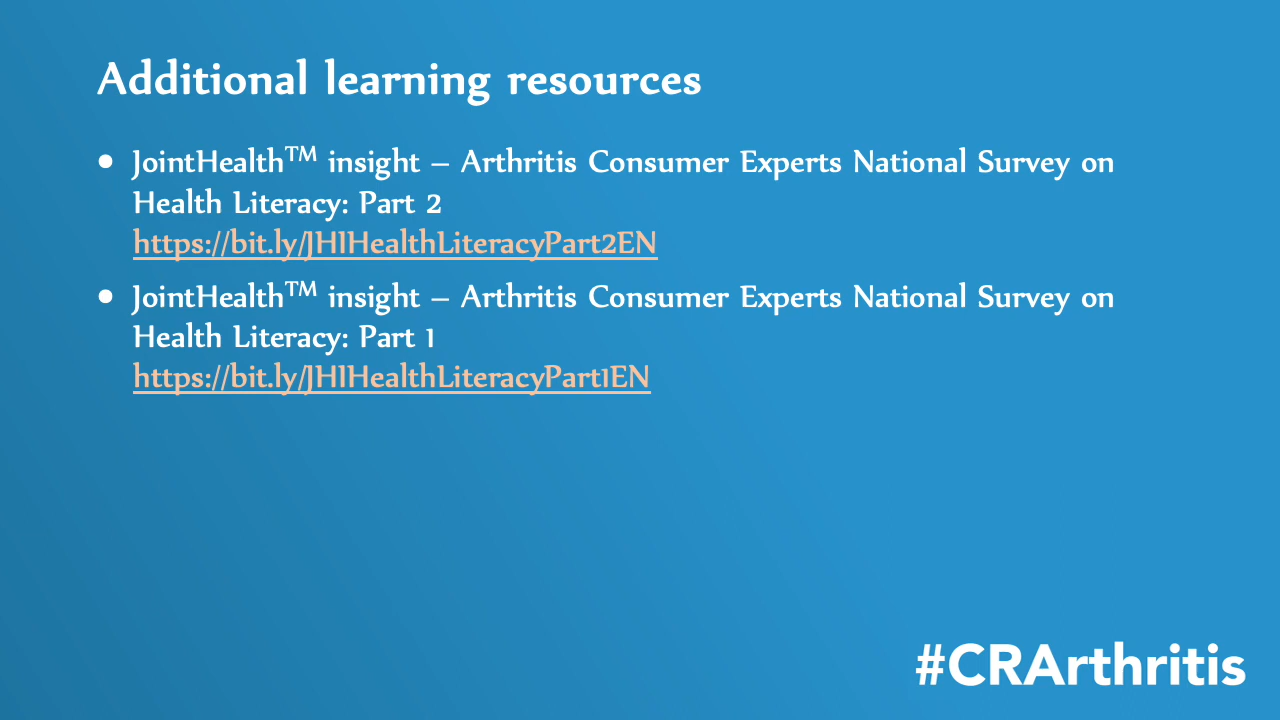 Additional learning resources
• JointHealth™ insight – Arthritis Consumer Experts National Survey on
Health Literacy: Part 2
https://bit.ly/JHIHealthLiteracyPart2EN
• JointHealth™ insight – Arthritis Consumer Experts National Survey on
Health Literacy: Part 1
https://bit.ly/JHIHealthLiteracyPart1EN
#CRArthritis